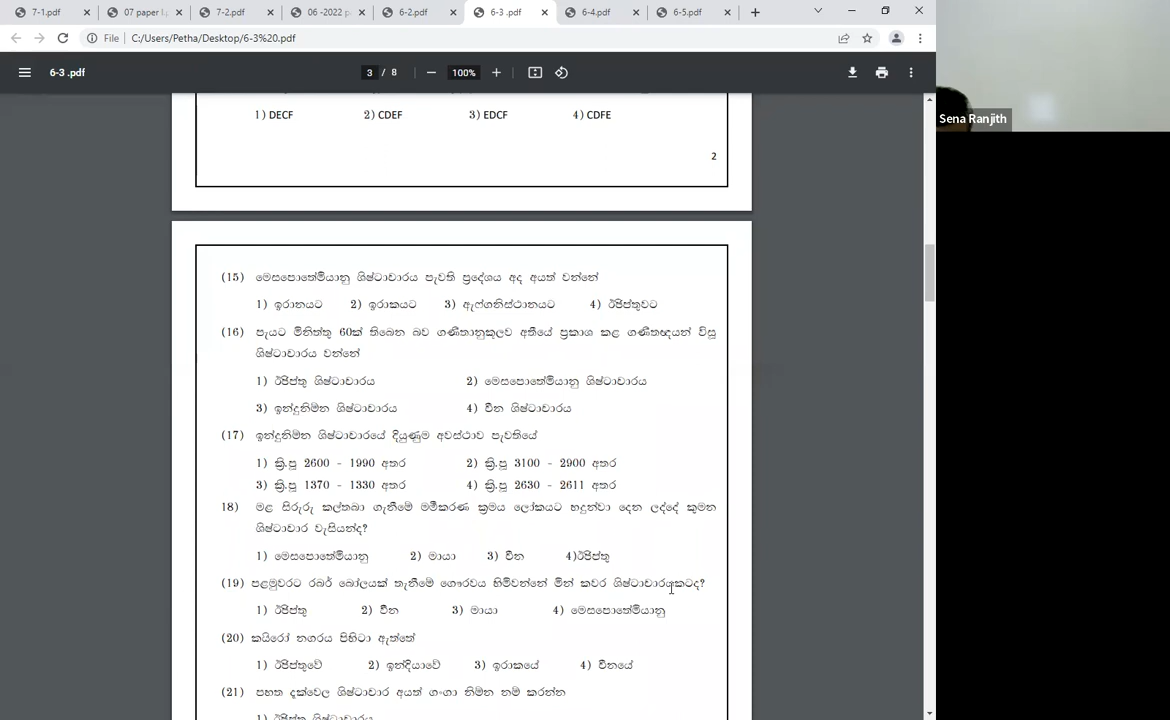 7-1.pdf 07 paper I.p 7-2.pdf 06 -2022 p 6-2.pdf 6-3 .pdf 6-4.pdf 6-5.pdf
File C:/Users/Petha/Desktop/6-3%20.pdf
6-3 .pdf 3 / 8 100%
Sena Ranjith
1) DECF 2) CDEF 3) EDCF 4) CDFE
2
(15) මෙසපොතේමියානු ශිෂ්ටාචාරය පැවති ප්‍රදේශය අද අයත් වන්නේ
1) ඉරානයට 2) ඉරාකයට 3) ඇෆ්ගනිස්ථානයට 4) ඊජිප්තුවට
(16) පැයට මිනිත්තු 60ක් තිබෙන බව ගණිතානුකූලව අතීයේ ප්‍රකාශ කළ ගණිතඥයන් විසූ
ශිෂ්ටාචාරය වන්නේ
1) ඊජිප්තු ශිෂ්ටාචාරය 2) මෙසපොතේමියානු ශිෂ්ටාචාරය
3) ඉන්දුනිම්න ශිෂ්ටාචාරය 4) චීන ශිෂ්ටාචාරය
(17) ඉන්දුනිම්න ශිෂ්ටාචාරයේ දියුණුම අවස්ථාව පැවතියේ
1) ක්‍රි.පූ 2600 - 1990 අතර 2) ක්‍රි.පූ 3100 - 2900 අතර
3) ක්‍රි.පූ 1370 - 1330 අතර 4) ක්‍රි.පූ 2630 - 2611 අතර
18) මළ සිරුරු කල්තබා ගැනීමේ මමීකරණ ක්‍රමය ලෝකයට හදුන්වා දෙන ලද්දේ කුමන
ශිෂ්ටාචාර වැසියන්ද?
1) මෙසපොතේමියානු 2) මායා 3) චීන 4)ඊජිප්තු
(19) පළමුවරට රබර් බෝලයක් තැනීමේ ගෞරවය හිමිවන්නේ මින් කවර ශිෂ්ටාචාරයකටද?
1) ඊජිප්තු 2) චීන 3) මායා 4) මෙසපොතේමියානු
(20) කයිරෝ නගරය පිහිටා ඇත්තේ
1) ඊජිප්තුවේ 2) ඉන්දියාවේ 3) ඉරාකයේ 4) චීනයේ
(21) පහත දැක්වෙල ශිෂ්ටාචාර අයත් ගංගා නිම්න නම් කරන්න
1) ඊජිප්තු ශිෂ්ටාචාරය